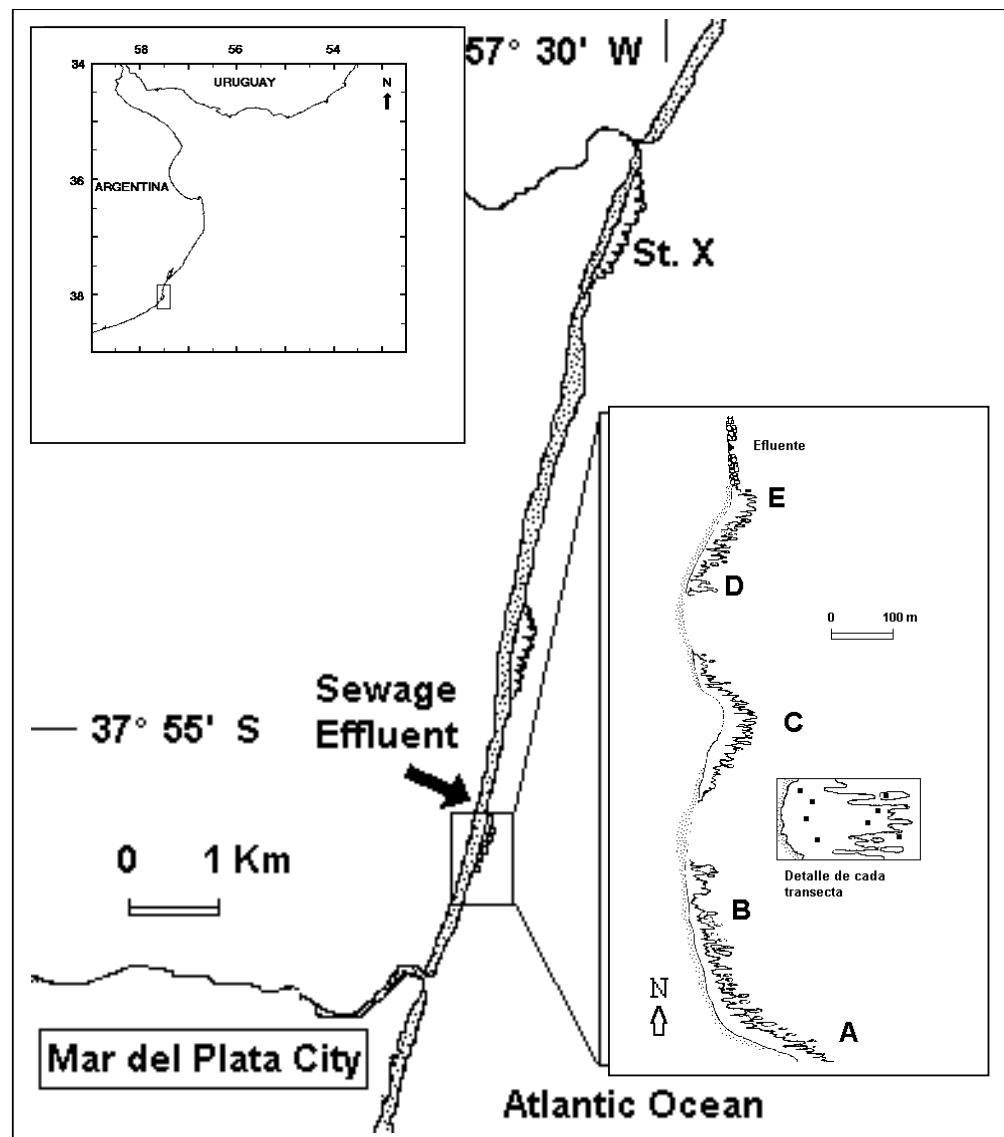 58 56 54
34
URUGUAY
N
ARGENTINA
36
38
57° 30' W
St. X
Sewage
Effluent
37° 55' S
0 1 Km
Mar del Plata City
Atlantic Ocean
Efluente
E
D
0 100 m
C
Detalle de cada
transecta
B
N
A